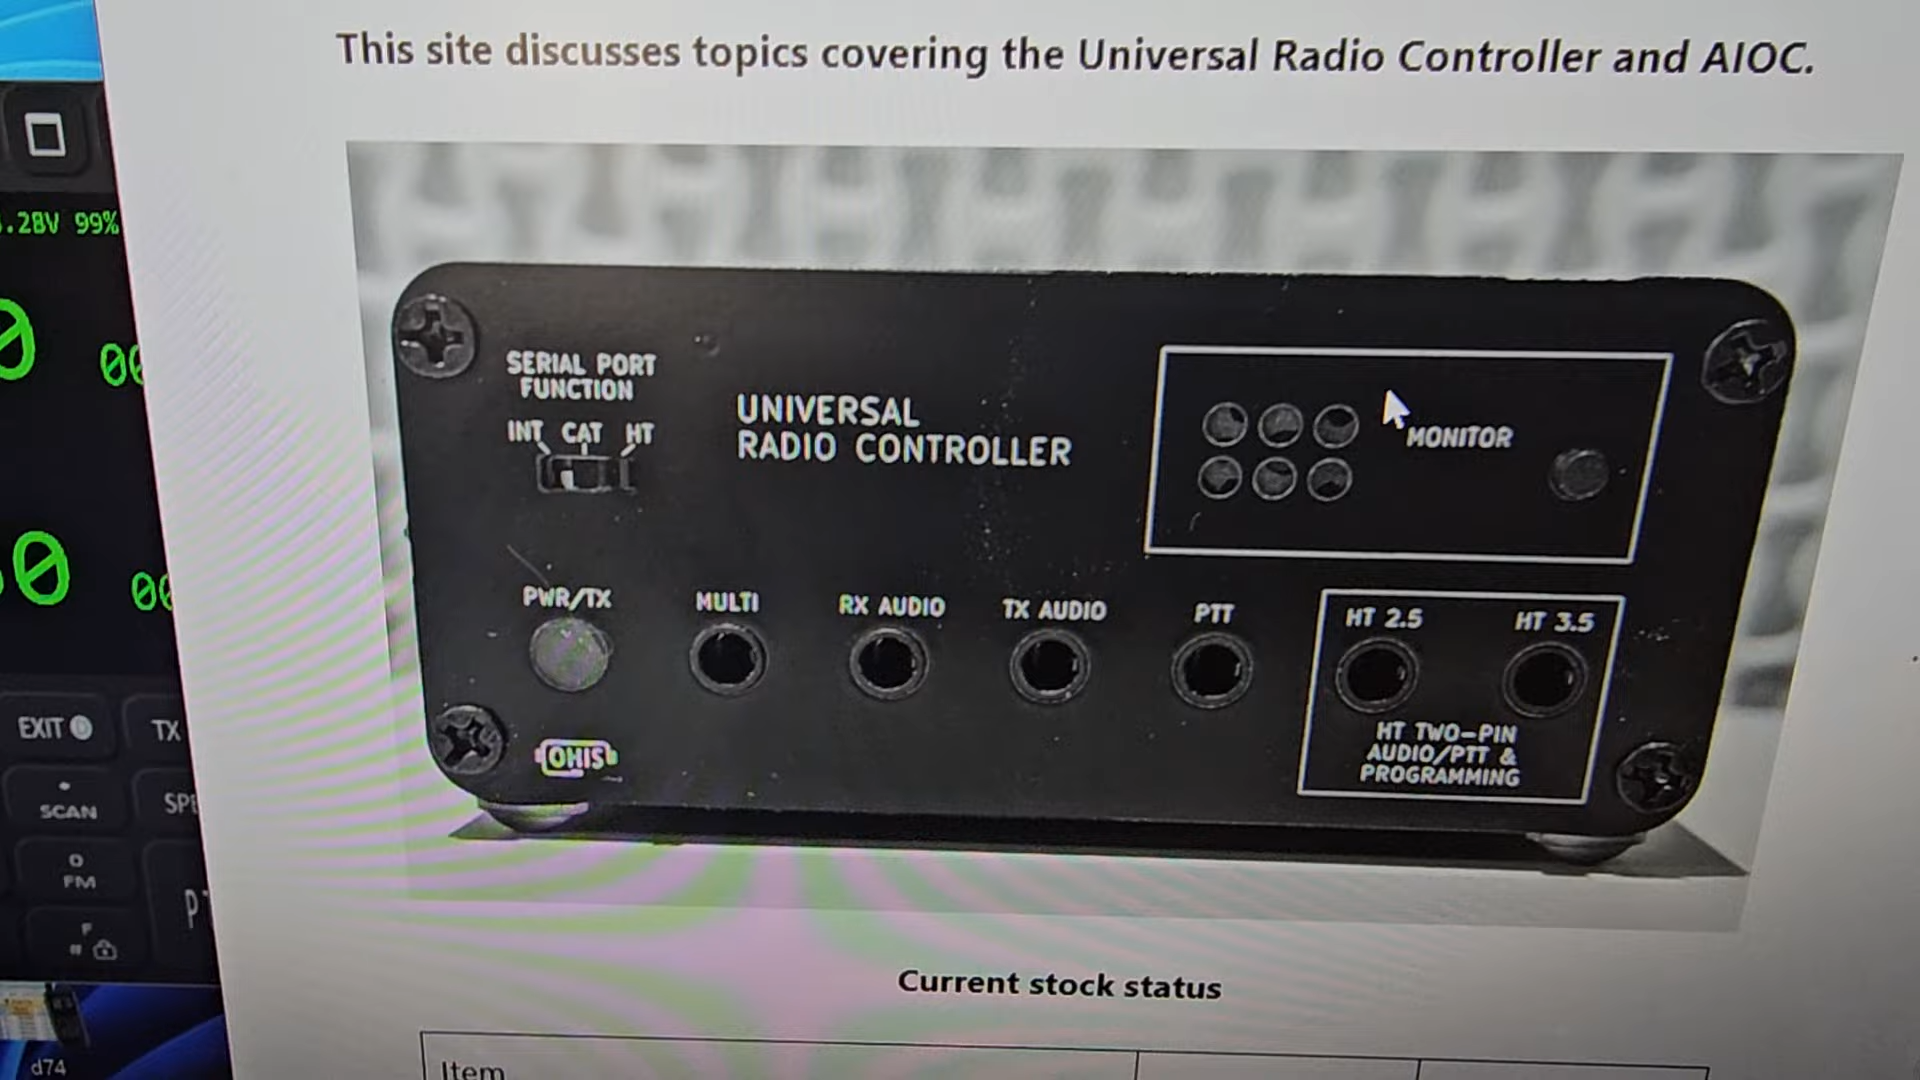 This site discusses topics covering the Universal Radio Controller and AIOC.
.28V 99%
SERIAL PORT
FUNCTION
INT CAT HT
UNIVERSAL
RADIO CONTROLLER
MONITOR
PWR/TX
MULTI
RX AUDIO
TX AUDIO
PTT
HT 2.5
HT 3.5
HT TWO-PIN
AUDIO/PTT &
PROGRAMMING
OHIS
EXIT
TX
SCAN
0
FM
F
#
d74
Current stock status
Item